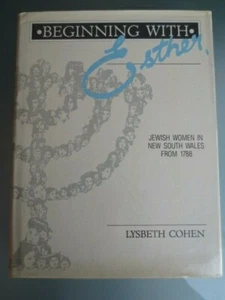 •BEGINNING WITH•
Esther,
JEWISH WOMEN IN
NEW SOUTH WALES
FROM 1788
LYSBETH COHEN